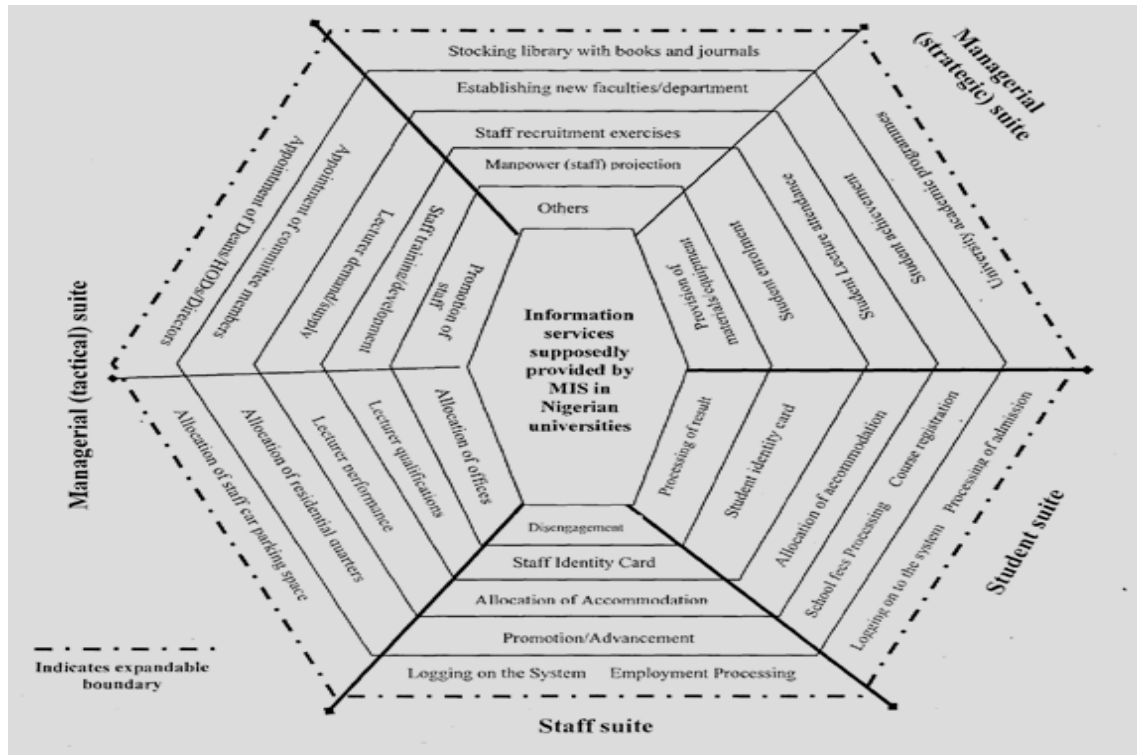 Stocking library with books and journals
Establishing new faculties/department
Staff recruitment exercises
Manpower (staff) projection
Others
Managerial
(strategic) suite
University academic programmes
Student achievement
Student Lecture attendance
Student enrolment
Provision of
materials/equipment
Appointment of Deans/HODs/Directors
Appointment of committee members
Lecturer demand/supply
Staff training/development
Promotion of
staff
Managerial (tactical) suite
Information
services
supposedly
provided by
MIS in
Nigerian
universities
Allocation of offices
Lecturer qualifications
Lecturer performance
Allocation of residential quarters
Allocation of staff car parking space
Processing of result
Student identity card
Allocation of accommodation
School fees Processing Course registration
Logging on to the system Processing of admission
Student suite
Disengagement
Staff Identity Card
Allocation of Accommodation
Promotion/Advancement
Logging on the System Employment Processing
Staff suite
Indicates expandable
boundary